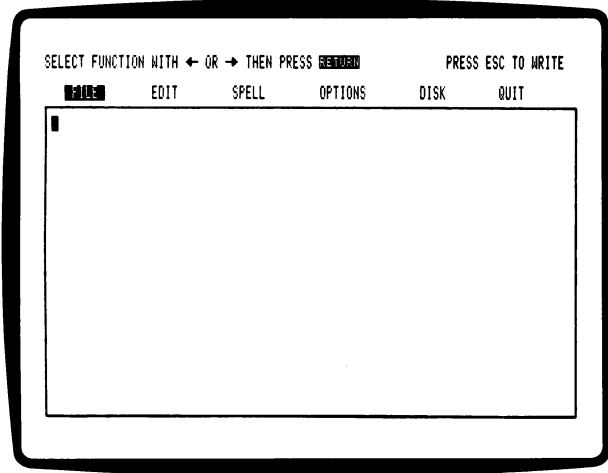 SELECT FUNCTION WITH ← OR → THEN PRESS RETURN PRESS ESC TO WRITE
FILE EDIT SPELL OPTIONS DISK QUIT